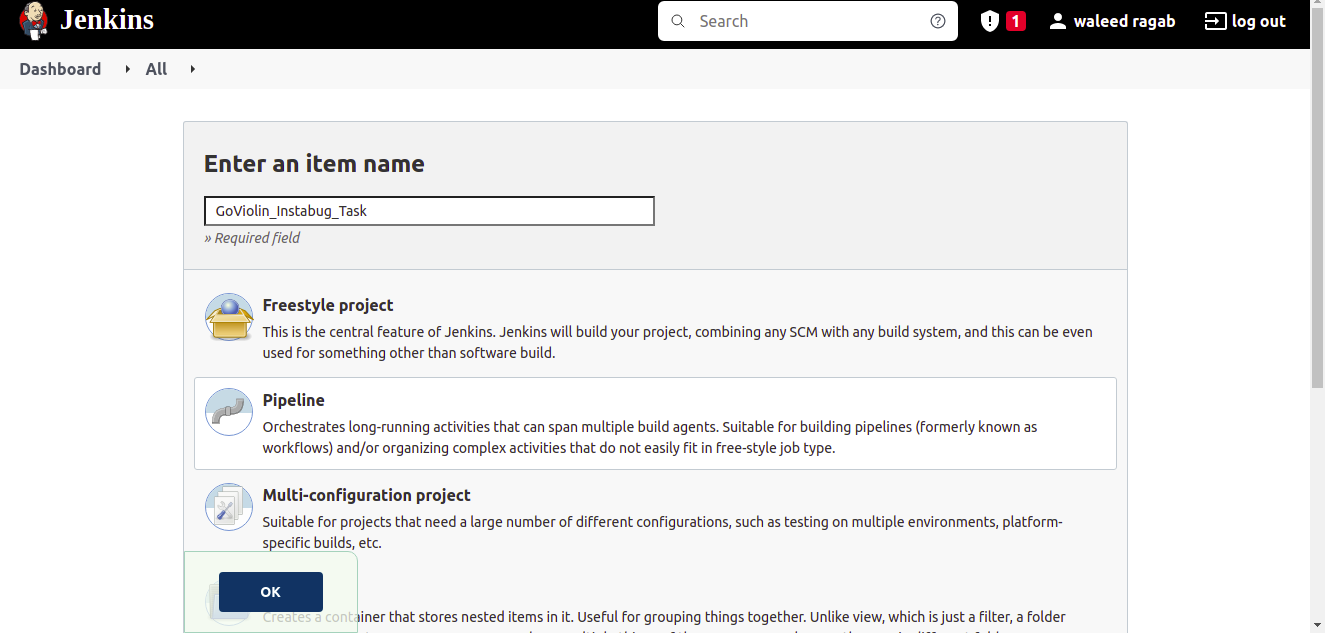 Jenkins
Search
1
waleed ragab
log out
Dashboard
All
Enter an item name
GoViolin_Instabug_Task
» Required field
Freestyle project
This is the central feature of Jenkins. Jenkins will build your project, combining any SCM with any build system, and this can be even
used for something other than software build.
Pipeline
Orchestrates long-running activities that can span multiple build agents. Suitable for building pipelines (formerly known as
workflows) and/or organizing complex activities that do not easily fit in free-style job type.
Multi-configuration project
Suitable for projects that need a large number of different configurations, such as testing on multiple environments, platform-
specific builds, etc.
OK
Creates a container that stores nested items in it. Useful for grouping things together. Unlike view, which is just a filter, a folder